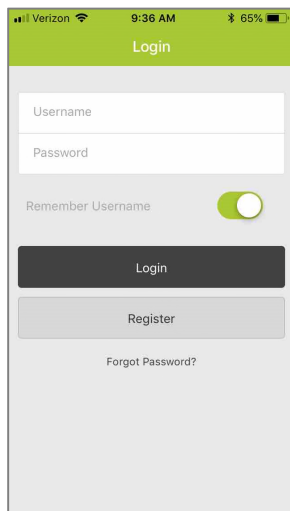 Verizon 9:36 AM 65%
Login
Username
Password
Remember Username
Login
Register
Forgot Password?